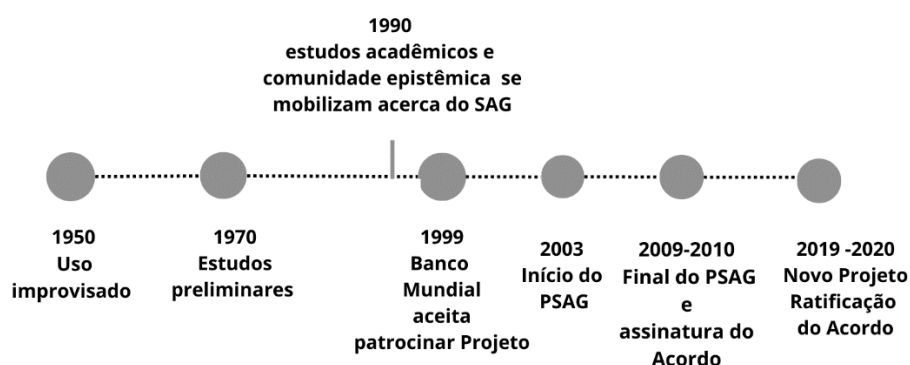 1990
estudos acadêmicos e
comunidade epistêmica se
mobilizam acerca do SAG
1950
Uso
improvisado
1970
Estudos
preliminares
1999
Banco
Mundial
aceita
patrocinar Projeto
2003
Início do
PSAG
2009-2010
Final do PSAG
e
assinatura do
Acordo
2019 -2020
Novo Projeto
Ratificação
do Acordo